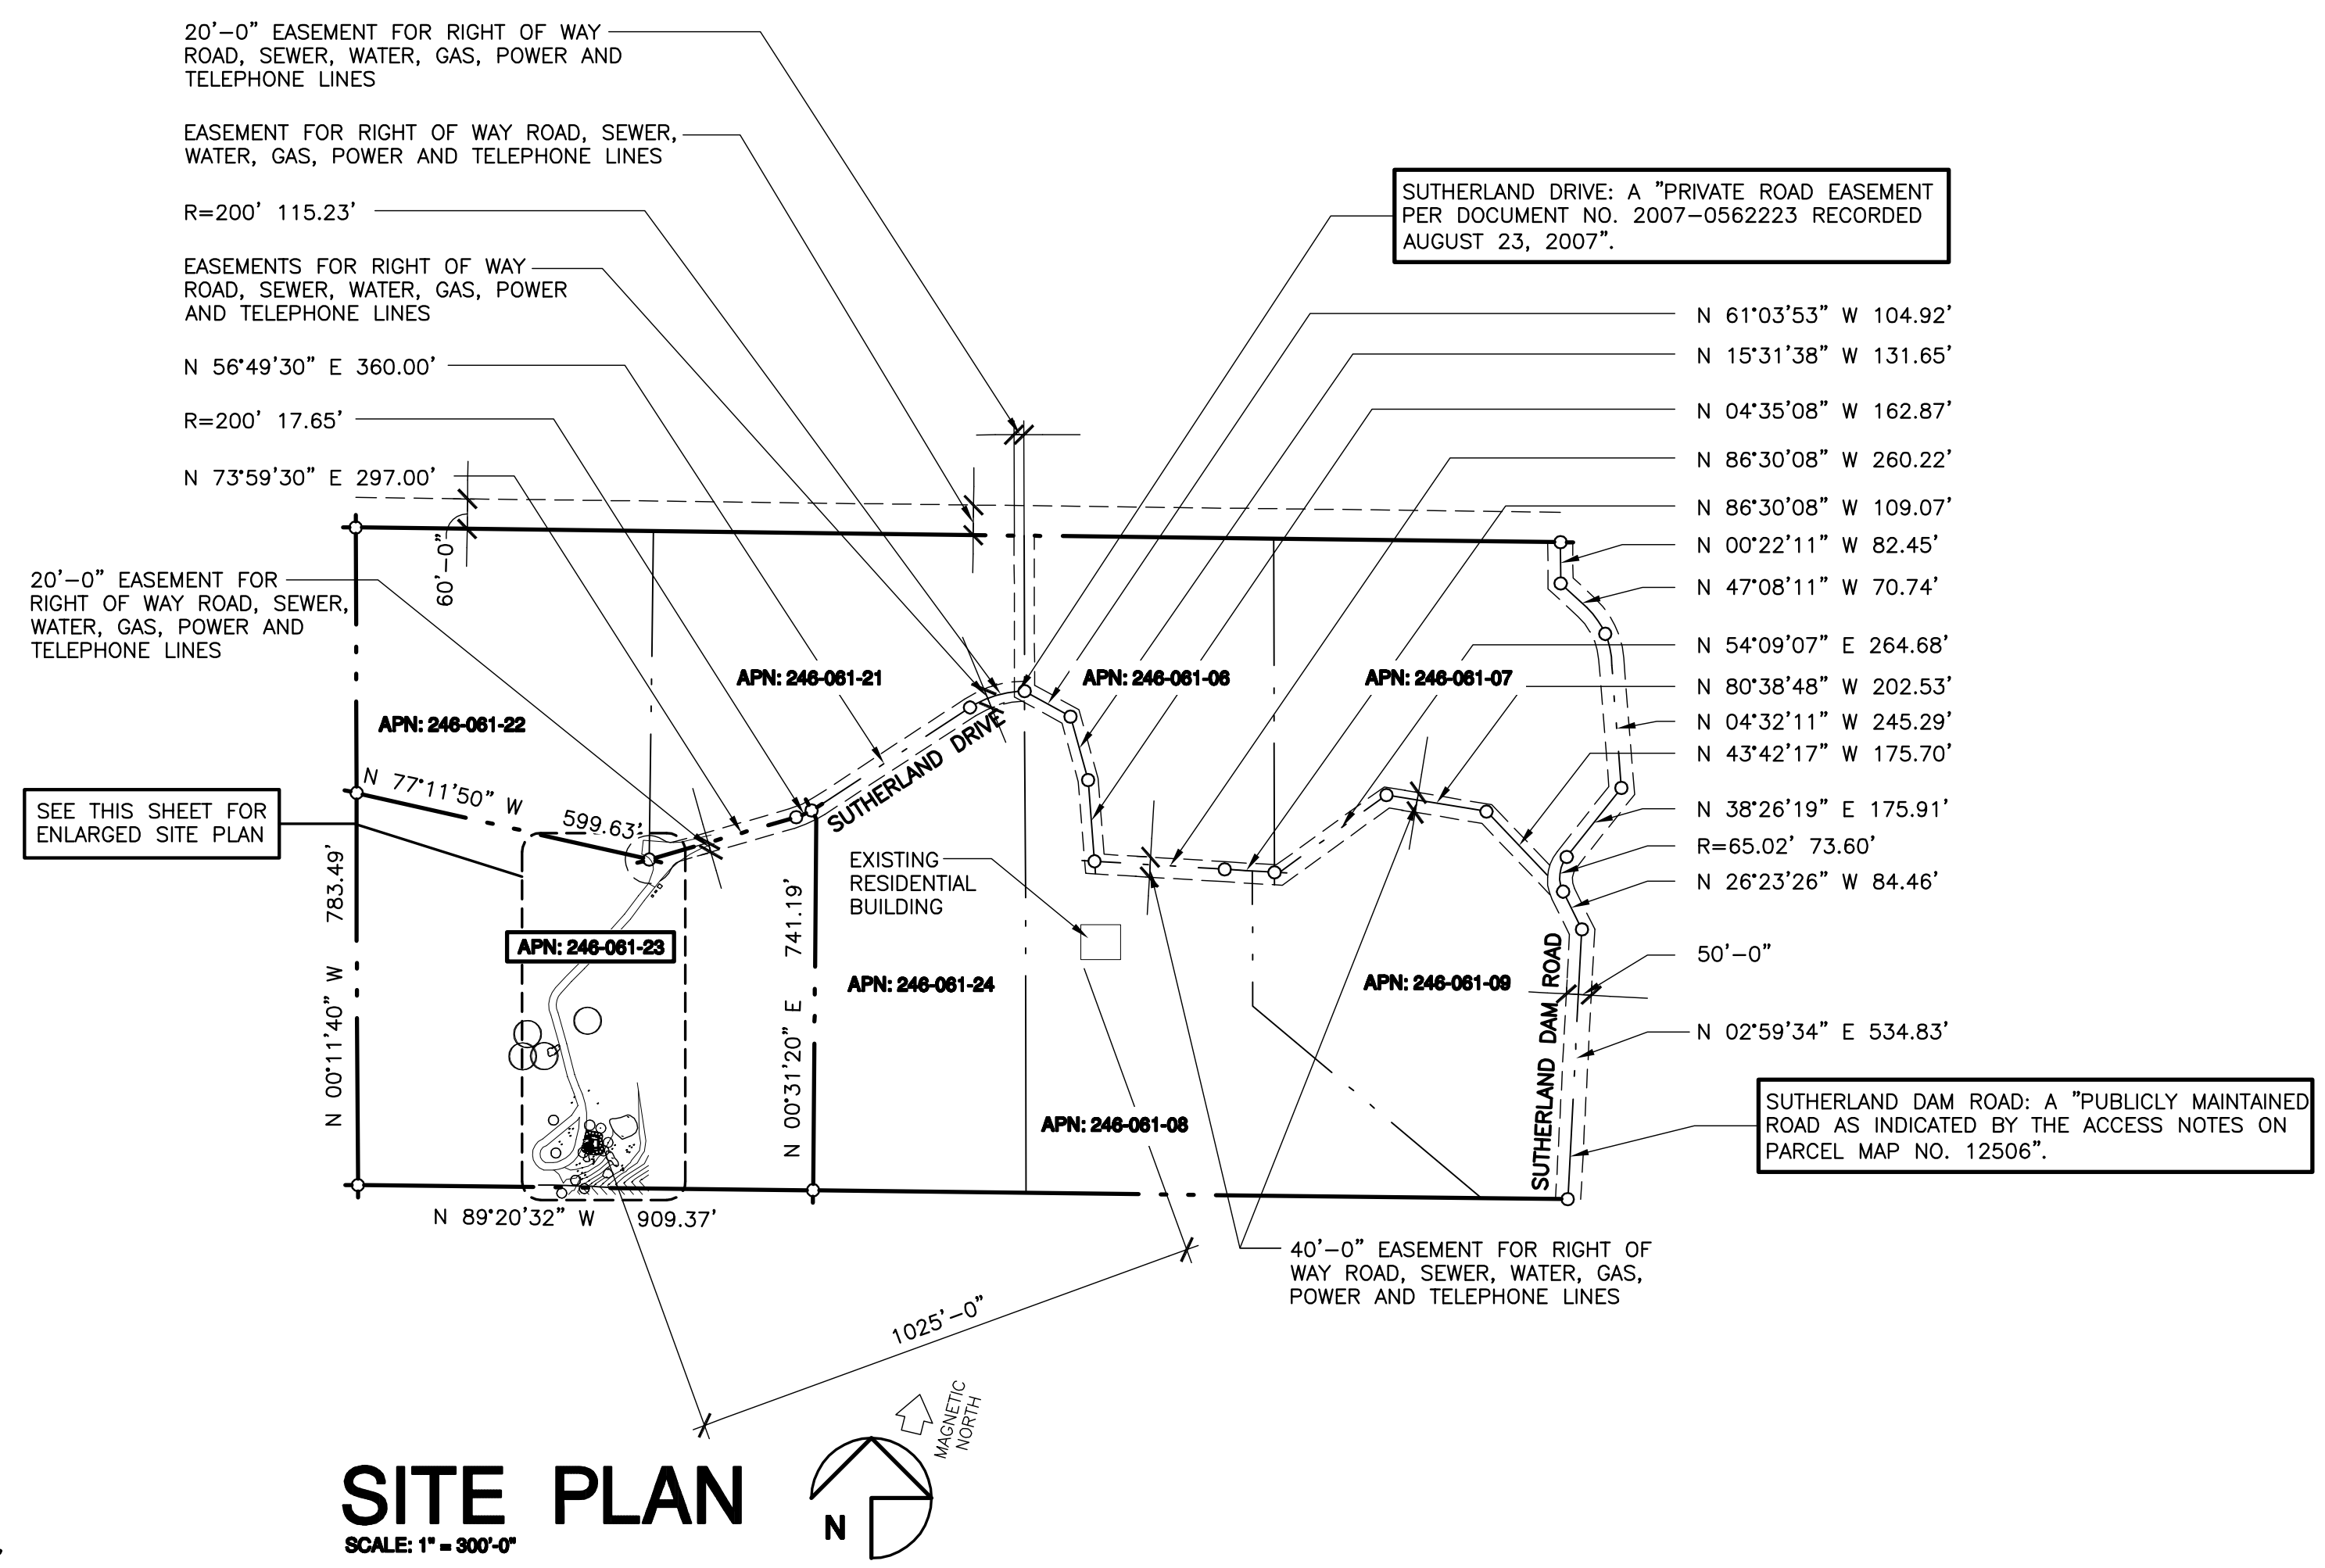 20'-0" EASEMENT FOR RIGHT OF WAY
ROAD, SEWER, WATER, GAS, POWER AND
TELEPHONE LINES
EASEMENT FOR RIGHT OF WAY ROAD, SEWER,
WATER, GAS, POWER AND TELEPHONE LINES
R=200' 115.23'
EASEMENTS FOR RIGHT OF WAY
ROAD, SEWER, WATER, GAS, POWER
AND TELEPHONE LINES
N 56°49'30" E 360.00'
R=200' 17.65'
N 73°59'30" E 297.00'
20'-0" EASEMENT FOR
RIGHT OF WAY ROAD, SEWER,
WATER, GAS, POWER AND
TELEPHONE LINES
SEE THIS SHEET FOR
ENLARGED SITE PLAN
SUTHERLAND DRIVE: A "PRIVATE ROAD EASEMENT
PER DOCUMENT NO. 2007-0562223 RECORDED
AUGUST 23, 2007".
N 61°03'53" W 104.92'
N 15°31'38" W 131.65'
N 04°35'08" W 162.87'
N 86°30'08" W 260.22'
N 86°30'08" W 109.07'
N 00°22'11" W 82.45'
N 47°08'11" W 70.74'
N 54°09'07" E 264.68'
N 80°38'48" W 202.53'
N 04°32'11" W 245.29'
N 43°42'17" W 175.70'
N 38°26'19" E 175.91'
R=65.02' 73.60'
N 26°23'26" W 84.46'
50'-0"
N 02°59'34" E 534.83'
SUTHERLAND DAM ROAD: A "PUBLICLY MAINTAINED
ROAD AS INDICATED BY THE ACCESS NOTES ON
PARCEL MAP NO. 12506".
60'-0"
APN: 246-061-22
APN: 246-061-21
APN: 246-061-06
APN: 246-061-07
SUTHERLAND DRIVE
N 77°11'50" W 599.63'
N 00°11'40" W 783.49'
APN: 246-061-23
N 00°31'20" E 741.19'
EXISTING
RESIDENTIAL
BUILDING
APN: 246-061-24
APN: 246-061-09
APN: 246-061-08
SUTHERLAND DAM ROAD
N 89°20'32" W 909.37'
40'-0" EASEMENT FOR RIGHT OF
WAY ROAD, SEWER, WATER, GAS,
POWER AND TELEPHONE LINES
1025'-0"
MAGNETIC
NORTH
N
SITE PLAN
SCALE: 1" = 300'-0"